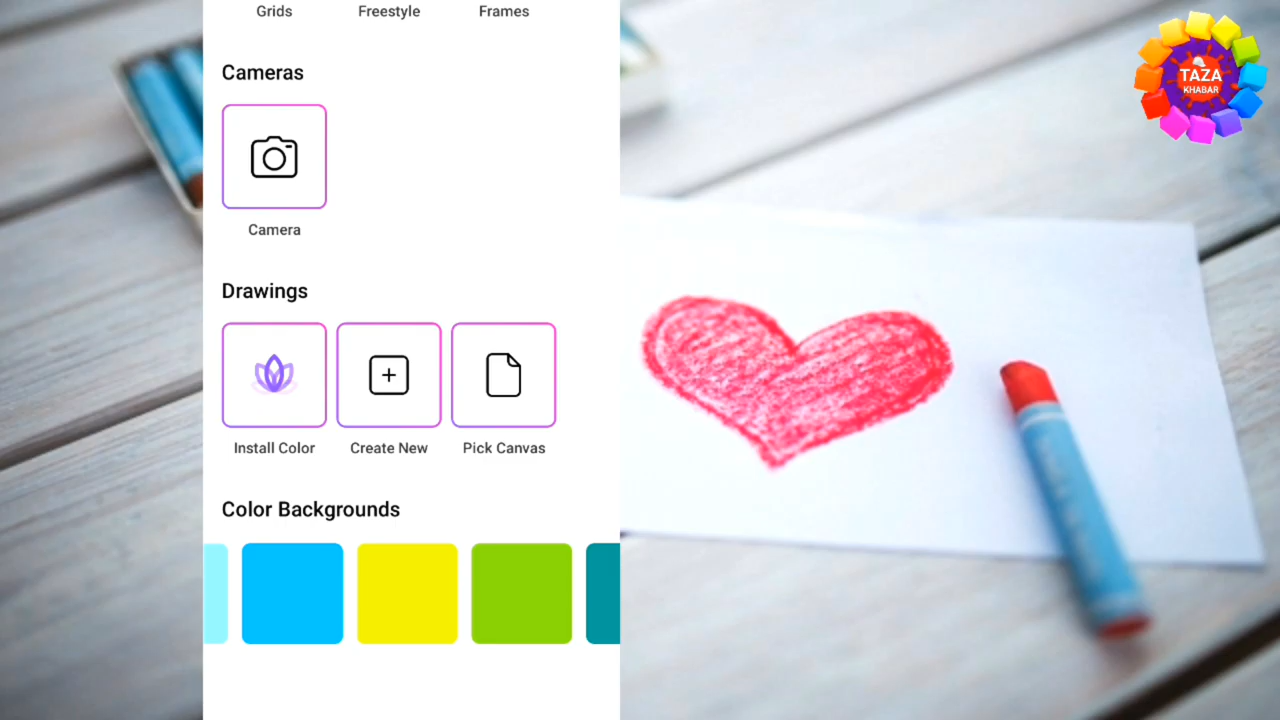 Grids Freestyle Frames
Cameras
Camera
Drawings
Install Color Create New Pick Canvas
Color Backgrounds
TAZA
KHABAR